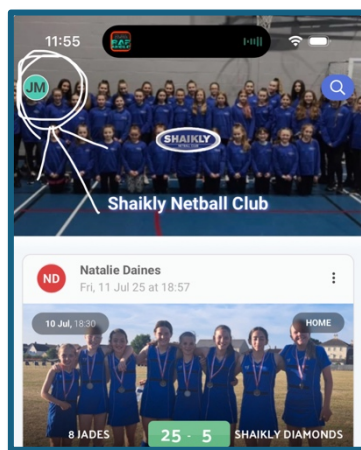 11:55
JM
SHAIKLY
Shaikly Netball Club
ND
Natalie Daines
Fri, 11 Jul 25 at 18:57
10 Jul, 18:30
HOME
8 JADES
25 - 5
SHAIKLY DIAMONDS